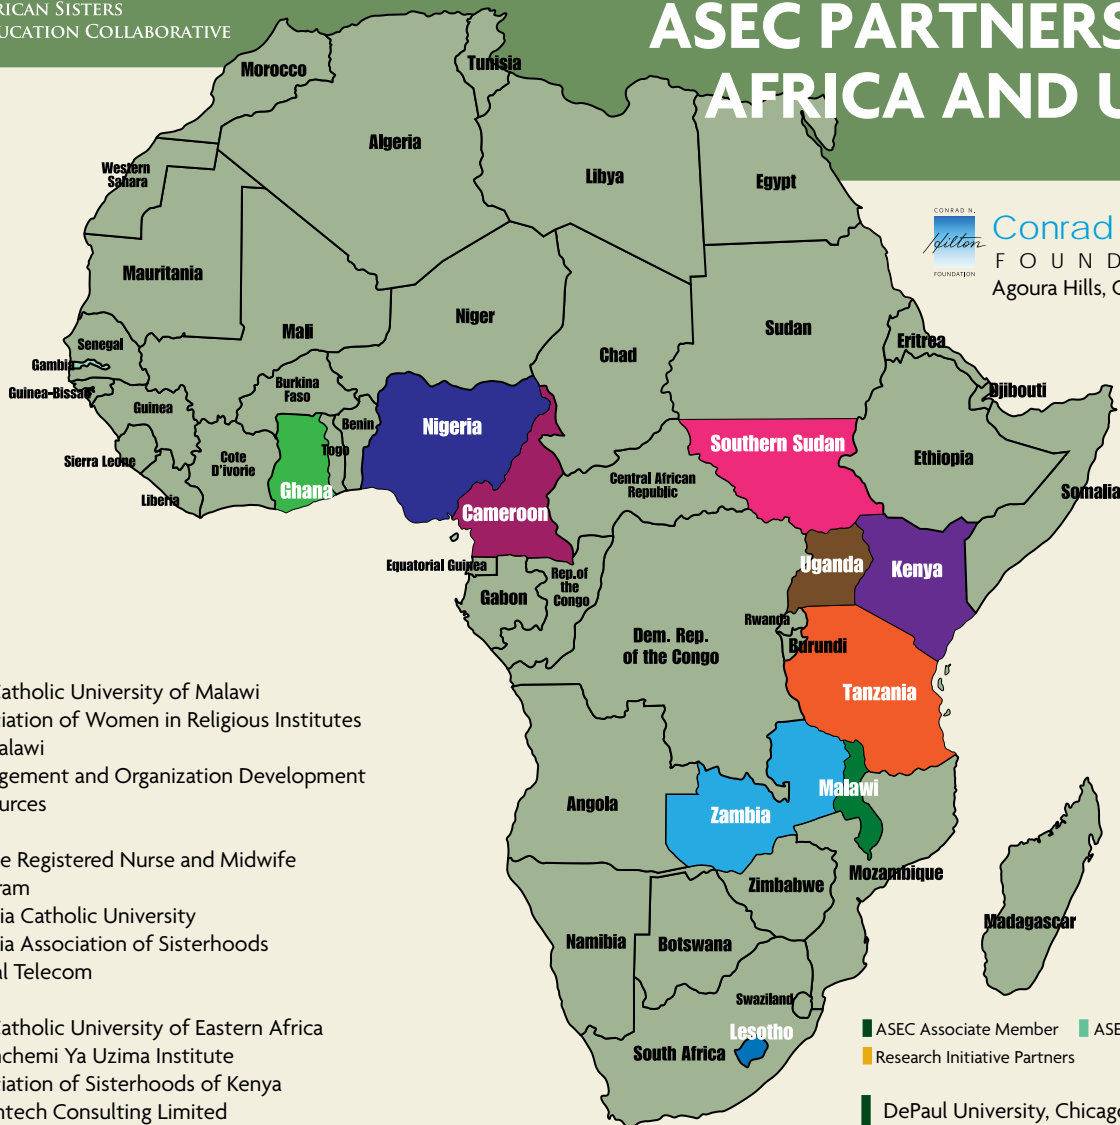 RICAN SISTERS
UCATION COLLABORATIVE
ASEC PARTNERS
AFRICA AND U
CONRAD N.
Hilton
FOUNDATION
Conrad
FOUND
Agoura Hills, C
Morocco
Tunisia
Algeria
Libya
Egypt
Western
Sahara
Mauritania
Mali
Niger
Chad
Sudan
Eritrea
Djibouti
Senegal
Gambia
Guinea-Bissau
Guinea
Burkina
Faso
Benin
Nigeria
Togo
Cote
D'ivorie
Ghana
Sierra Leone
Liberia
Southern Sudan
Central African
Republic
Ethiopia
Somalia
Cameroon
Equatorial Guinea
Gabon
Rep.of
the
Congo
Uganda
Kenya
Rwanda
Burundi
Dem. Rep.
of the Congo
Tanzania
Malawi
Angola
Zambia
Mozambique
Zimbabwe
Madagascar
Namibia
Botswana
Swaziland
Lesotho
South Africa
atholic University of Malawi
iation of Women in Religious Institutes
alawi
gement and Organization Development
urces
e Registered Nurse and Midwife
ram
ia Catholic University
ia Association of Sisterhoods
al Telecom
atholic University of Eastern Africa
chemi Ya Uzima Institute
iation of Sisterhoods of Kenya
ntech Consulting Limited
ASEC Associate Member
ASE
Research Initiative Partners
DePaul University, Chicago